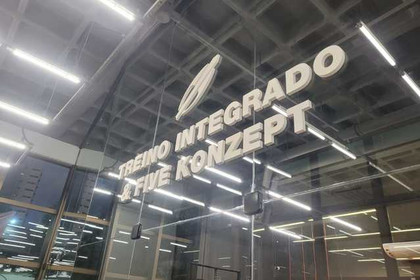 TREINO INTEGRADO
& FIVE KONZEPT